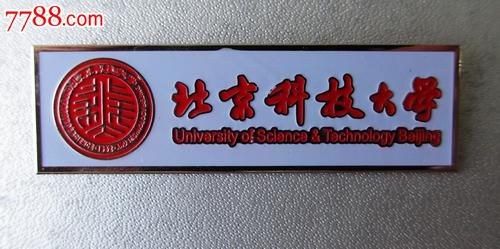 7788.com
北京科技大学
University of Science & Technology Beijing